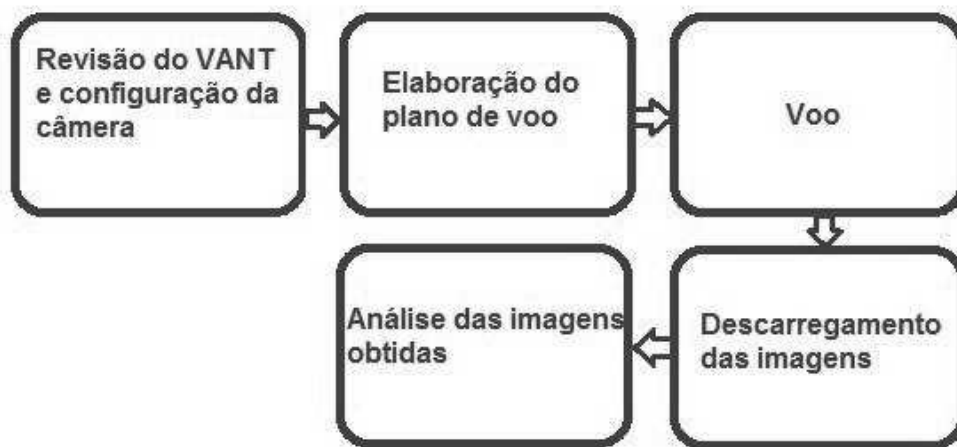 Revisão do VANT
e configuração da
câmera
Elaboração do
plano de voo
Voo
Descarregamento
das imagens
Análise das imagens
obtidas